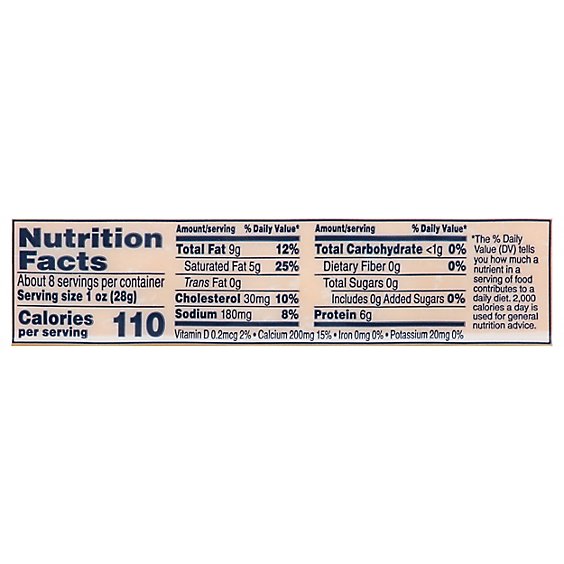 Nutrition
Facts
About 8 servings per container
Serving size 1 oz (28g)
Calories 110
per serving
Amount/serving % Daily Value*
Total Fat 9g 12%
Saturated Fat 5g 25%
Trans Fat 0g
Cholesterol 30mg 10%
Sodium 180mg 8%
Amount/serving % Daily Value*
Total Carbohydrate <1g 0%
Dietary Fiber 0g 0%
Total Sugars 0g
Includes 0g Added Sugars 0%
Protein 6g
Vitamin D 0.2mcg 2% • Calcium 200mg 15% • Iron 0mg 0% • Potassium 20mg 0%
*The % Daily
Value (DV) tells
you how much a
nutrient in a
serving of food
contributes to a
daily diet. 2,000
calories a day is
used for general
nutrition advice.